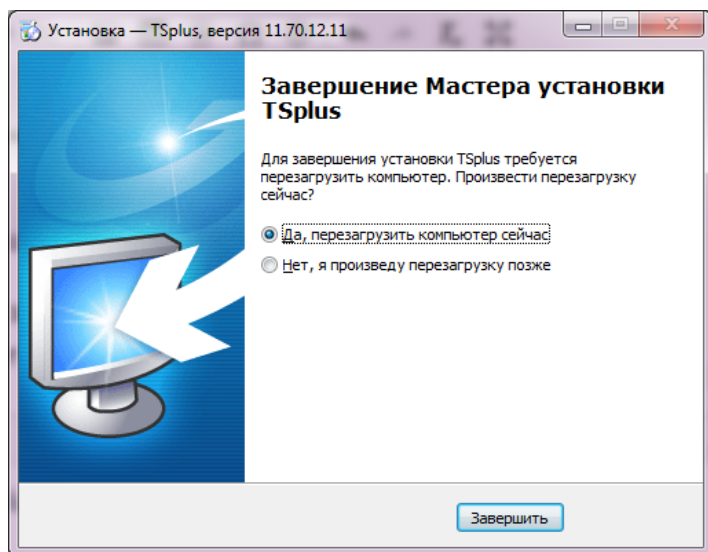 Установка — TSplus, версия 11.70.12.11
Завершение Мастера установки
TSplus
Для завершения установки TSplus требуется
перезагрузить компьютер. Произвести перезагрузку
сейчас?
Да, перезагрузить компьютер сейчас
Нет, я произведу перезагрузку позже
Завершить